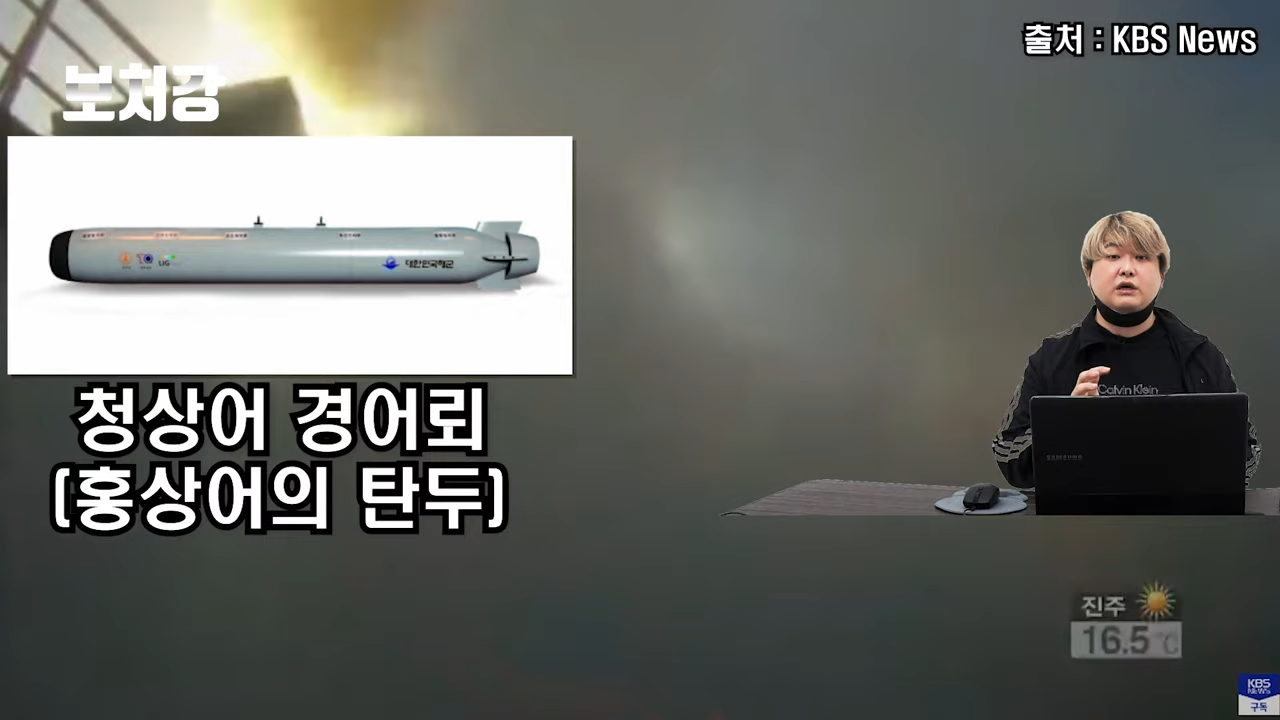 출처 : KBS News
보처강
LIG
대한민국해군
청상어 경어뢰
(홍상어의 탄두)
Calvin Klein
SAMSUNG
진주
16.5℃
KBS
NEWS
구독